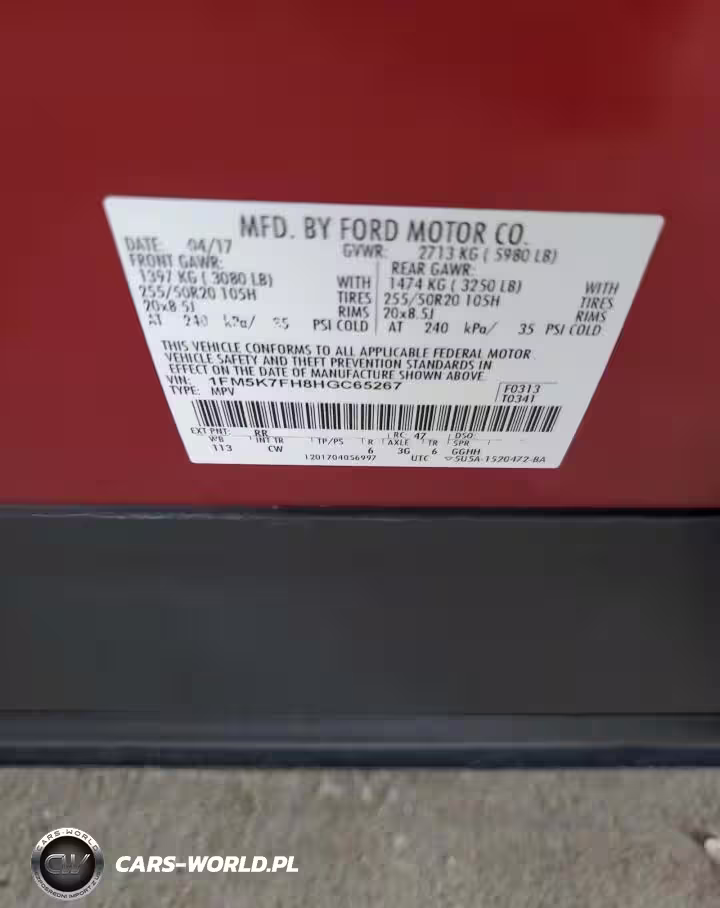 MFD. BY FORD MOTOR CO.
DATE: 04/17 GVWR: 2713 KG ( 5980 LB)
FRONT GAWR: REAR GAWR:
1397 KG ( 3080 LB) WITH 1474 KG ( 3250 LB) WITH
255/50R20 105H TIRES 255/50R20 105H TIRES
20x8.5J RIMS 20x8.5J RIMS
AT 240 kPa/ 35 PSI COLD AT 240 kPa/ 35 PSI COLD
THIS VEHICLE CONFORMS TO ALL APPLICABLE FEDERAL MOTOR
VEHICLE SAFETY AND THEFT PREVENTION STANDARDS IN
EFFECT ON THE DATE OF MANUFACTURE SHOWN ABOVE
VIN: 1FM5K7FH8HGC65267 F0313
TYPE: MPV T0341
EXT PNT: RR RC: 47 DSO
WB INT TR TP/PS R AXLE TR SPR
113 CW 6 3G 6 GGHH
1201704056997 UTC ▽5U5A-1520472-BA
CARS-WORLD
CW
CARS-WORLD.PL